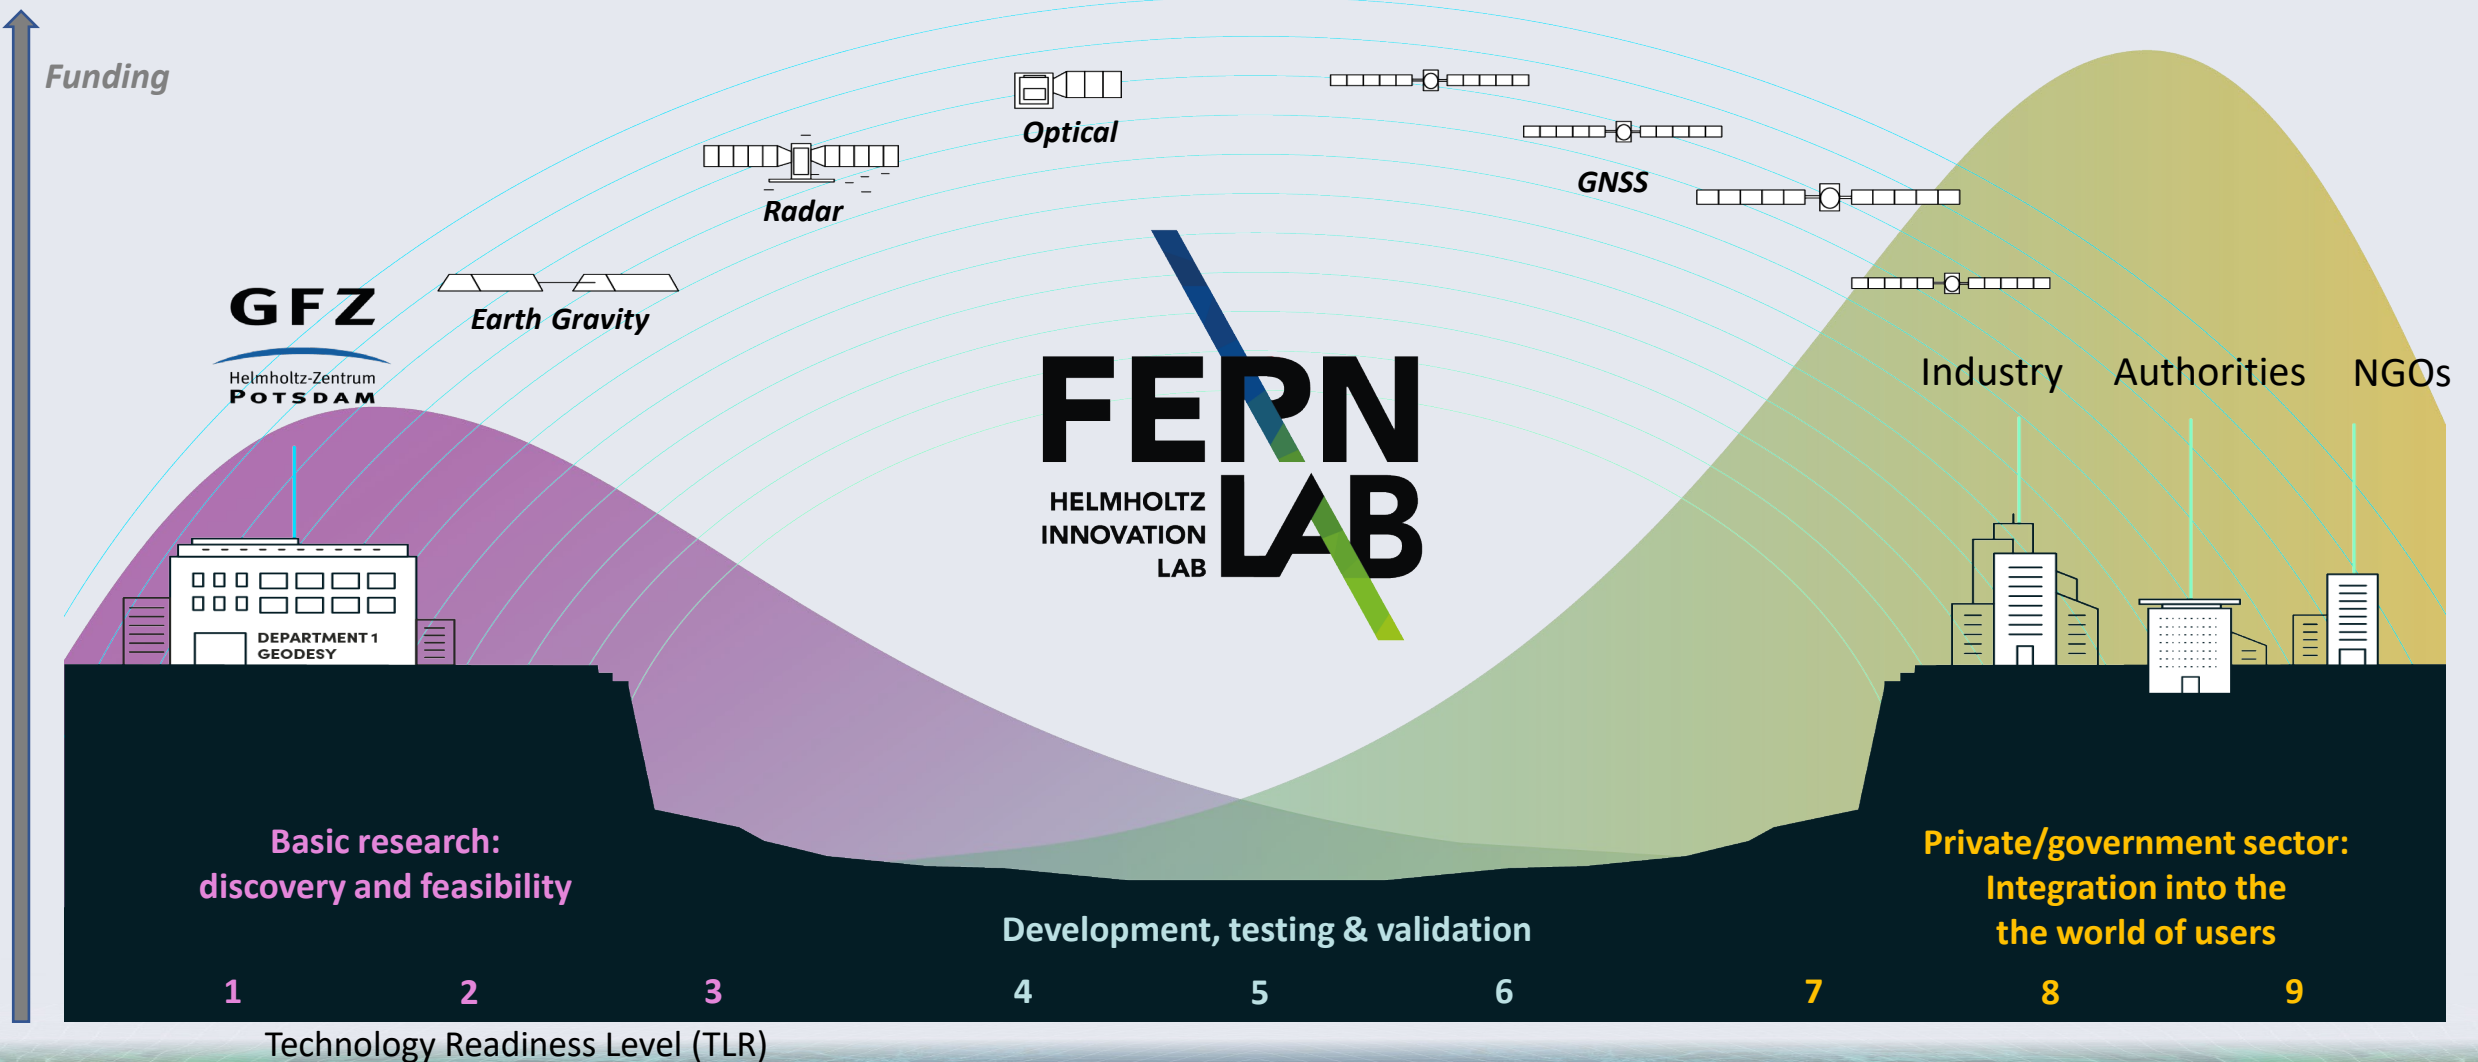 Funding
Optical
Radar
GNSS
Earth Gravity
GFZ
Helmholtz-Zentrum
POTSDAM
FERN
LAB
HELMHOLTZ
INNOVATION
LAB
Industry
Authorities
NGOs
DEPARTMENT 1
GEODESY
Basic research:
discovery and feasibility
Development, testing & validation
Private/government sector:
Integration into the
the world of users
1 2 3 4 5 6 7 8 9
Technology Readiness Level (TLR)